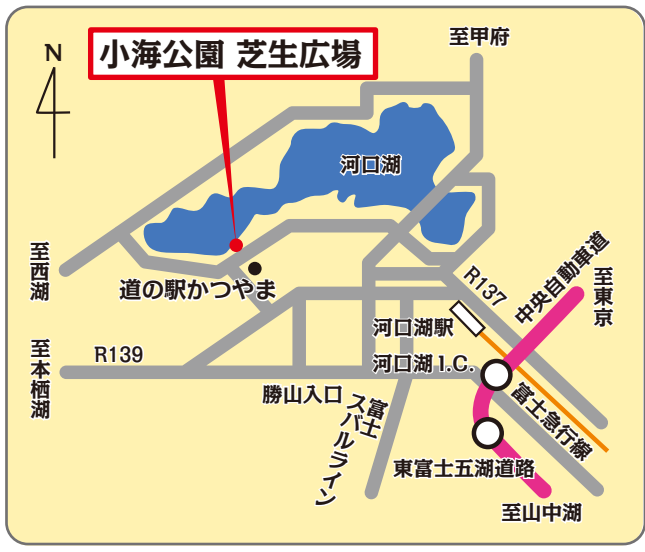 至甲府
N
小海公園 芝生広場
河口湖
至西湖
道の駅かつやま
R137
中央自動車道
至東京
河口湖駅
R139
至本栖湖
河口湖 I.C.
勝山入口
富士
スバルライン
富士急行線
東富士五湖道路
至山中湖